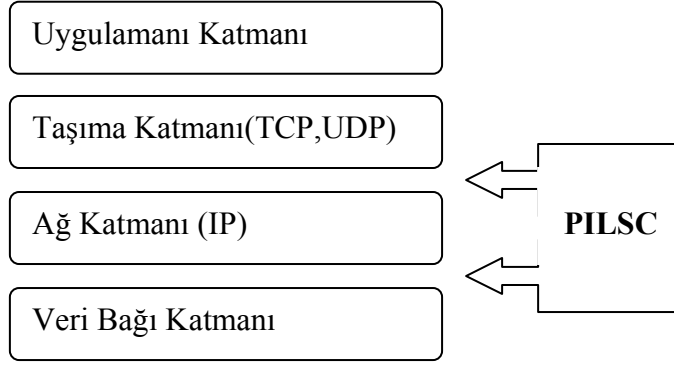 Uygulamanı Katmanı
Taşıma Katmanı(TCP,UDP)
Ağ Katmanı (IP)
PILSC
Veri Bağı Katmanı